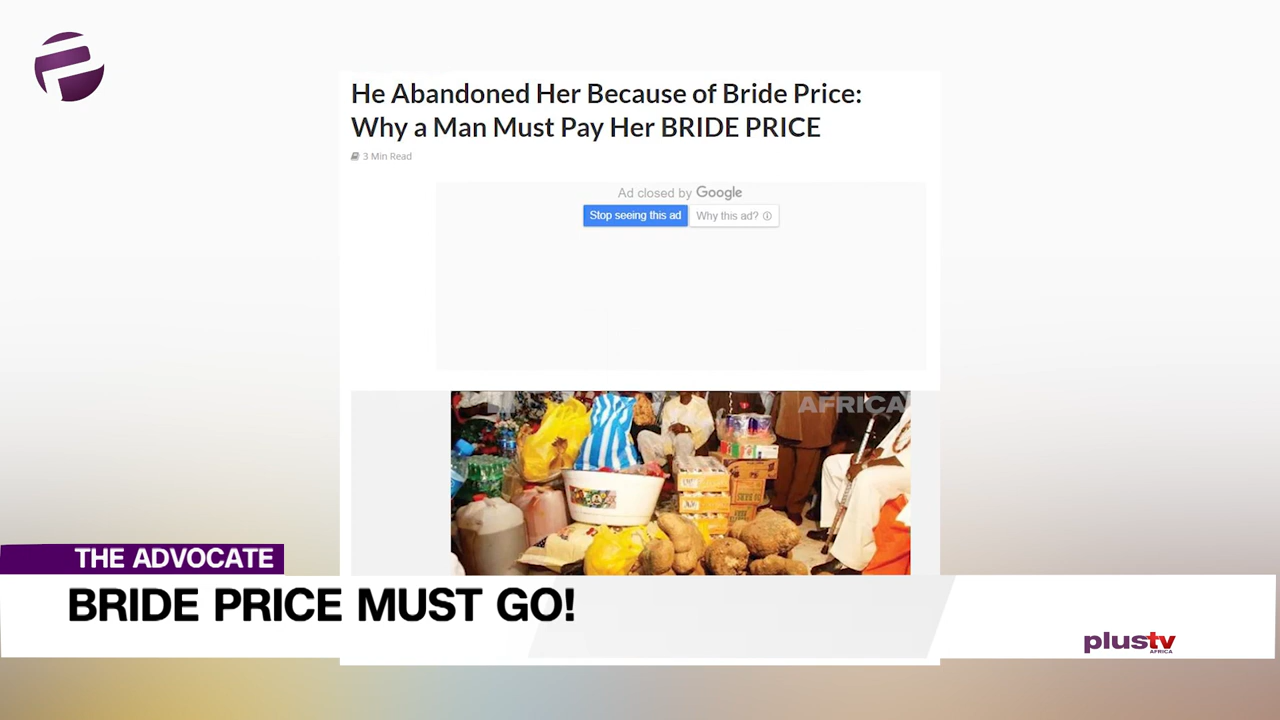 He Abandoned Her Because of Bride Price:
Why a Man Must Pay Her BRIDE PRICE
3 Min Read
Ad closed by Google
Stop seeing this ad
Why this ad?
AFRICA
THE ADVOCATE
BRIDE PRICE MUST GO!
plustv
AFRICA